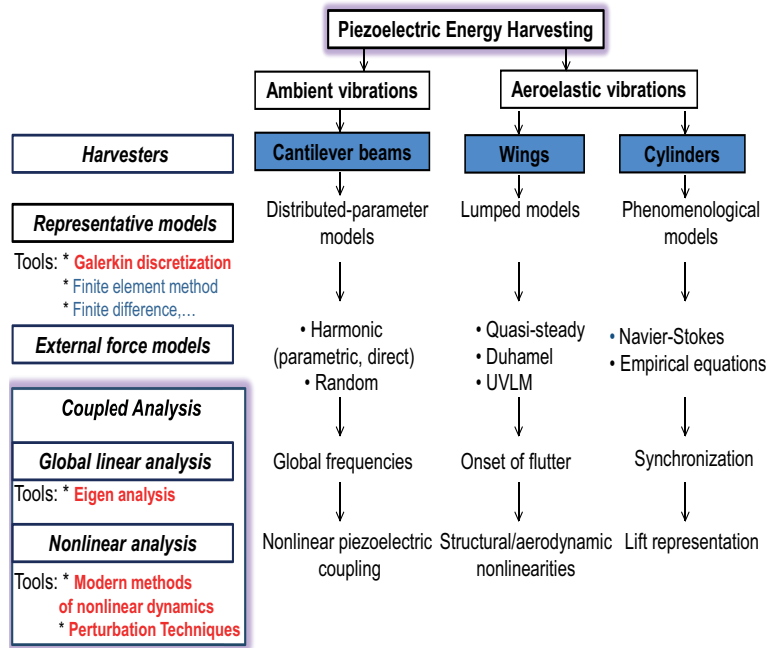 Piezoelectric Energy Harvesting
Ambient vibrations
Aeroelastic vibrations
Harvesters
Cantilever beams
Wings
Cylinders
Representative models
Distributed-parameter
models
Lumped models
Phenomenological
models
Tools: * Galerkin discretization
* Finite element method
* Finite difference,...
External force models
• Harmonic
(parametric, direct)
• Random
• Quasi-steady
• Duhamel
• UVLM
• Navier-Stokes
• Empirical equations
Coupled Analysis
Global linear analysis
Global frequencies
Onset of flutter
Synchronization
Tools: * Eigen analysis
Nonlinear analysis
Nonlinear piezoelectric
coupling
Structural/aerodynamic
nonlinearities
Lift representation
Tools: * Modern methods
of nonlinear dynamics
* Perturbation Techniques